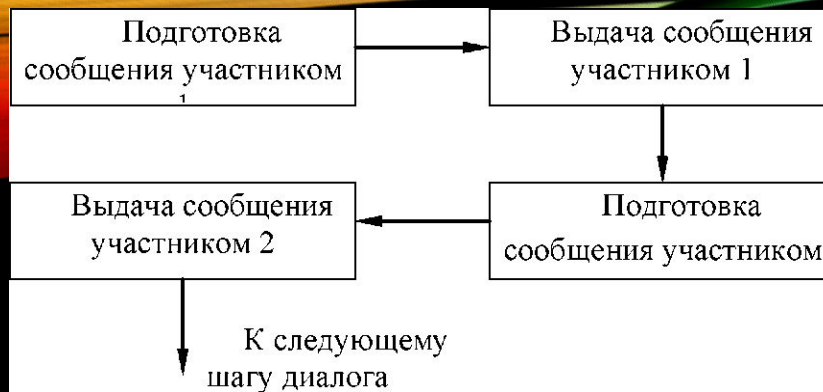 Подготовка
сообщения участником
Выдача сообщения
участником 1
Подготовка
сообщения участником
Выдача сообщения
участником 2
К следующему
шагу диалога